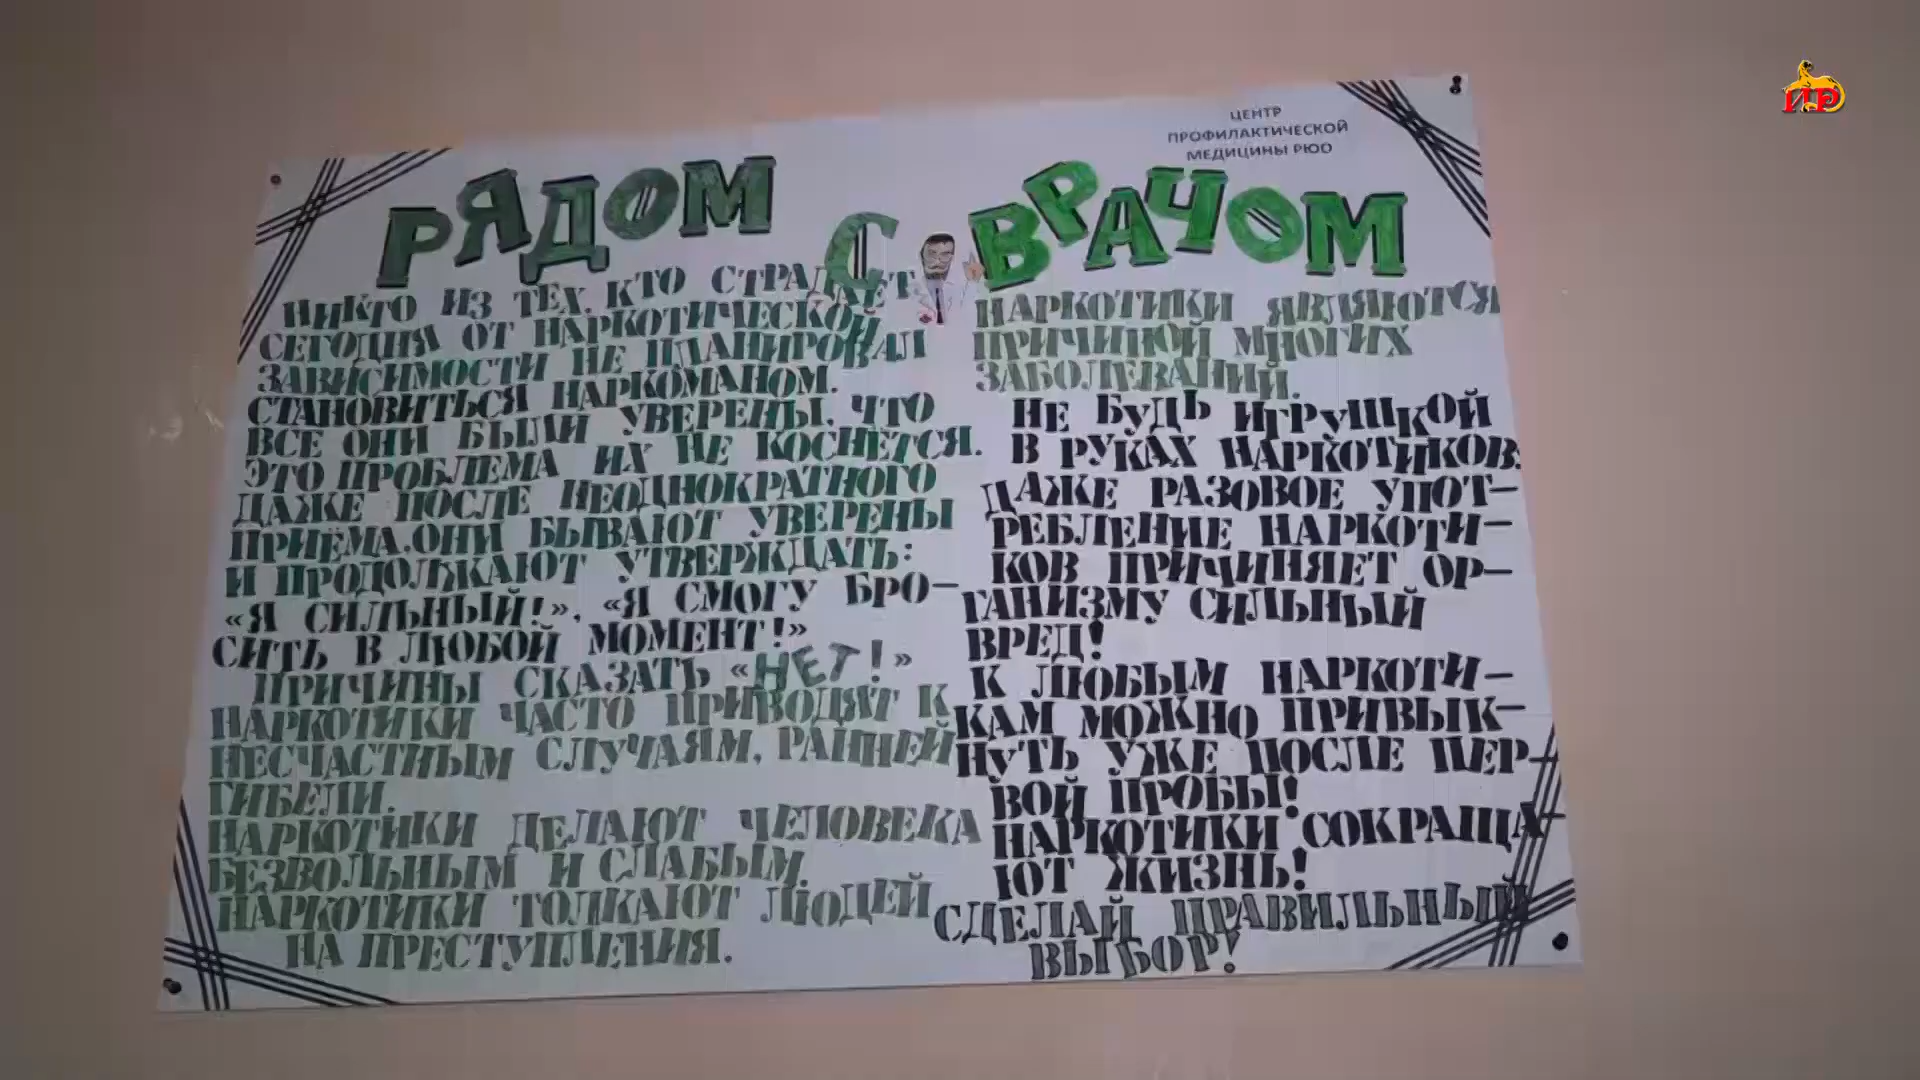 ИР
ЦЕНТР
ПРОФИЛАКТИЧЕСКОЙ
МЕДИЦИНЫ РЮО
РЯДОМ С ВРАЧОМ
НИКТО ИЗ ТЕХ, КТО СТРАДАЕТ
СЕГОДНЯ ОТ НАРКОТИЧЕСКОЙ
ЗАВИСИМОСТИ НЕ ПЛАНИРОВАЛ
СТАНОВИТЬСЯ НАРКОМАНОМ.
ВСЕ ОНИ БЫЛИ УВЕРЕНЫ, ЧТО
ЭТО ПРОБЛЕМА ИХ НЕ КОСНЕТСЯ.
ДАЖЕ ПОСЛЕ НЕОДНОКРАТНОГО
ПРИЁМА, ОНИ БЫВАЮТ УВЕРЕНЫ
И ПРОДОЛЖАЮТ УТВЕРЖДАТЬ:
«Я СИЛЬНЫЙ!», «Я СМОГУ БРО-
СИТЬ В ЛЮБОЙ МОМЕНТ!»
ПРИЧИНЫ СКАЗАТЬ «НЕТ!»
НАРКОТИКИ ЧАСТО ПРИВОДЯТ К
НЕСЧАСТНЫМ СЛУЧАЯМ, РАННЕЙ
ГИБЕЛИ.
НАРКОТИКИ ДЕЛАЮТ ЧЕЛОВЕКА
БЕЗВОЛЬНЫМ И СЛАБЫМ.
НАРКОТИКИ ТОЛКАЮТ ЛЮДЕЙ
НА ПРЕСТУПЛЕНИЯ.
НАРКОТИКИ ЯВЛЯЮТСЯ
ПРИЧИНОЙ МНОГИХ
ЗАБОЛЕВАНИЙ.
НЕ БУДЬ ИГРУШКОЙ
В РУКАХ НАРКОТИКОВ.
ДАЖЕ РАЗОВОЕ УПОТ-
РЕБЛЕНИЕ НАРКОТИ-
КОВ ПРИЧИНЯЕТ ОР-
ГАНИЗМУ СИЛЬНЫЙ
ВРЕД!
К ЛЮБЫМ НАРКОТИ-
КАМ МОЖНО ПРИВЫК-
НУТЬ УЖЕ ПОСЛЕ ПЕР-
ВОЙ ПРОБЫ!
НАРКОТИКИ СОКРАЩА-
ЮТ ЖИЗНЬ!
СДЕЛАЙ ПРАВИЛЬНЫЙ
ВЫБОР!